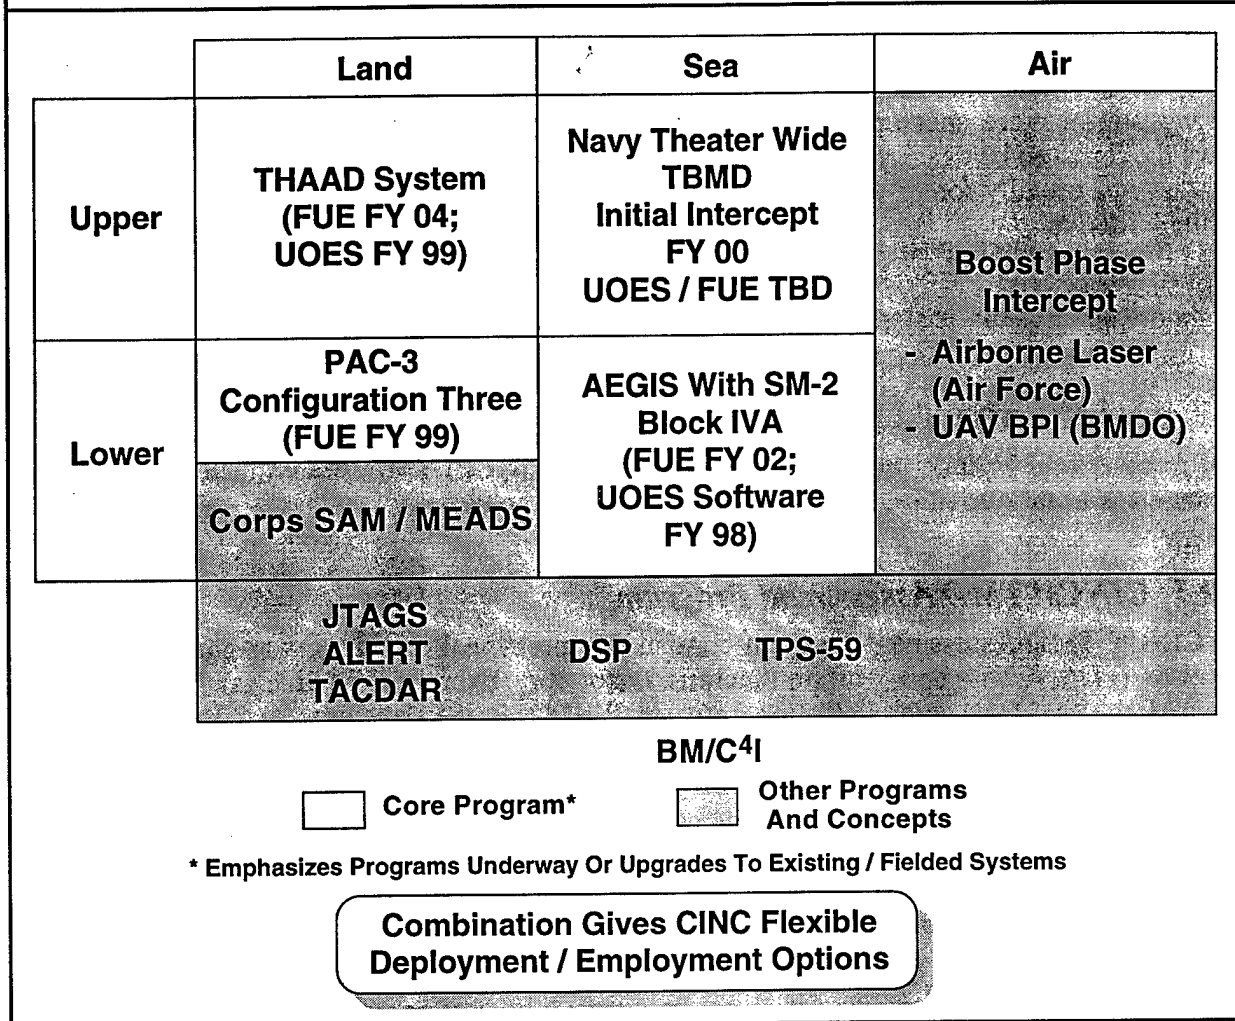 Land
Sea
Air
Upper
THAAD System
(FUE FY 04;
UOES FY 99)
Navy Theater Wide
TBMD
Initial Intercept
FY 00
UOES / FUE TBD
Boost Phase
Intercept
- Airborne Laser
(Air Force)
- UAV BPI (BMDO)
Lower
PAC-3
Configuration Three
(FUE FY 99)
Corps SAM / MEADS
AEGIS With SM-2
Block IVA
(FUE FY 02;
UOES Software
FY 98)
JTAGS
ALERT
TACDAR
DSP
TPS-59
BM/C⁴I
Core Program*
Other Programs
And Concepts
* Emphasizes Programs Underway Or Upgrades To Existing / Fielded Systems
Combination Gives CINC Flexible
Deployment / Employment Options